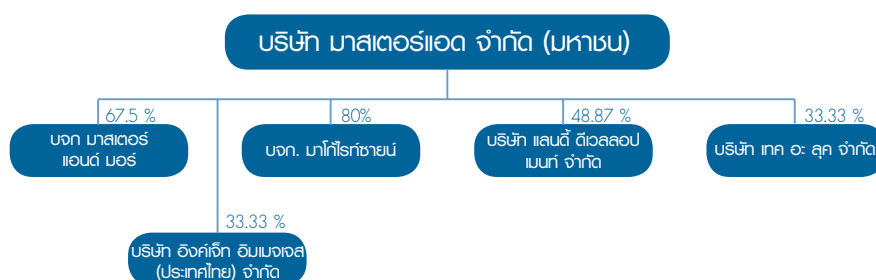 บริษัท มาสเตอร์แอด จำกัด (มหาชน)
67.5 %
80%
48.87 %
33.33 %
บจก มาสเตอร์
แอนด์ มอร์
บจก. มาโก้ไรท์ซายน์
บริษัท แลนดี้ ดีเวลลอป
เมนท์ จำกัด
บริษัท เทค อะ ลุค จำกัด
33.33 %
บริษัท อิงค์เจ็ท อิมเมจเจส
(ประเทศไทย) จำกัด